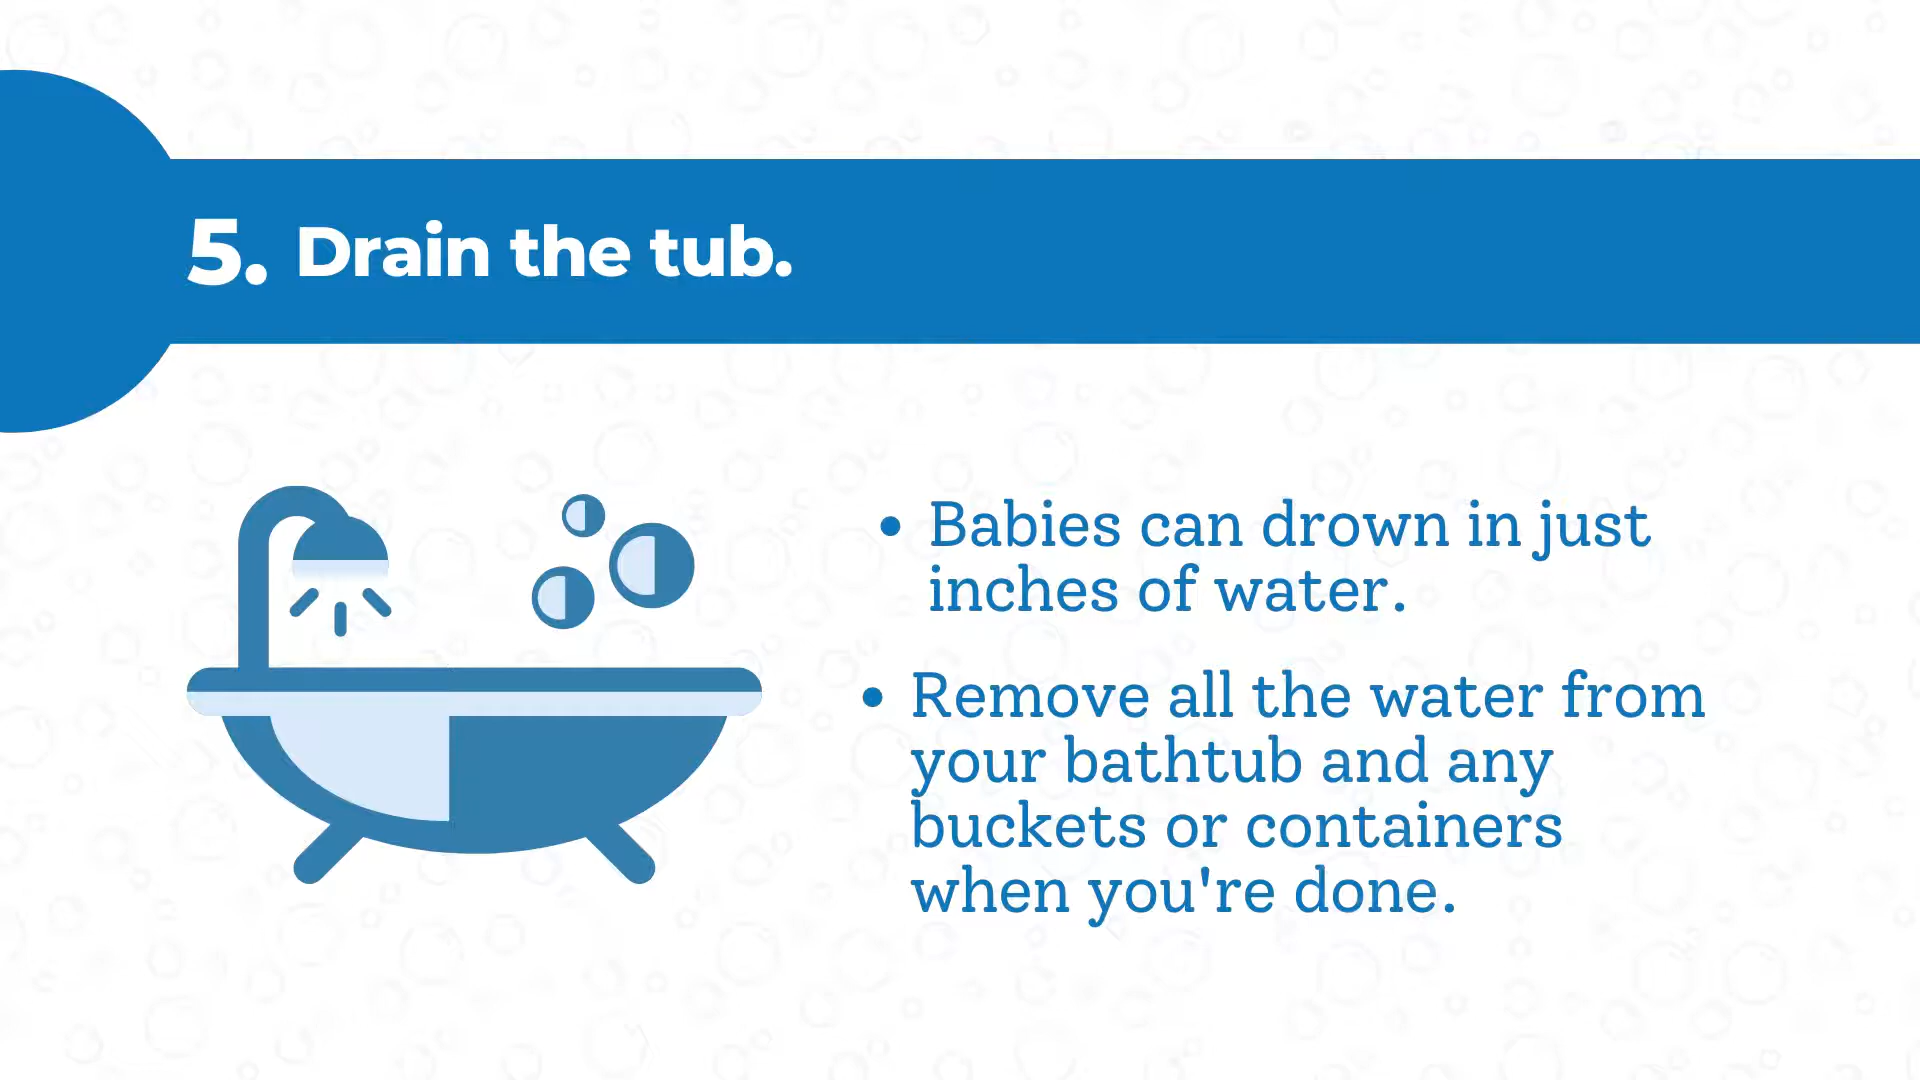 5. Drain the tub.
• Babies can drown in just
inches of water.
• Remove all the water from
your bathtub and any
buckets or containers
when you're done.